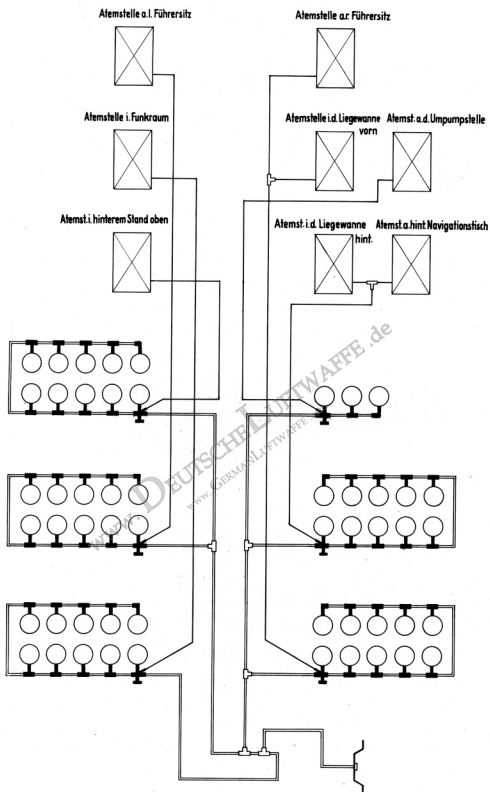 Atemstelle a.l. Führersitz
Atemstelle a.r. Führersitz
Atemstelle i. Funkraum
Atemstelle i.d. Liegewanne
vorn
Atemst. a.d. Umpumpstelle
Atemst. i. hinterem Stand oben
Atemst. i.d. Liegewanne
hint.
Atemst. a. hint. Navigationstisch
www.DeutscheLuftwaffe.de
www.GermanLuftwaffe.